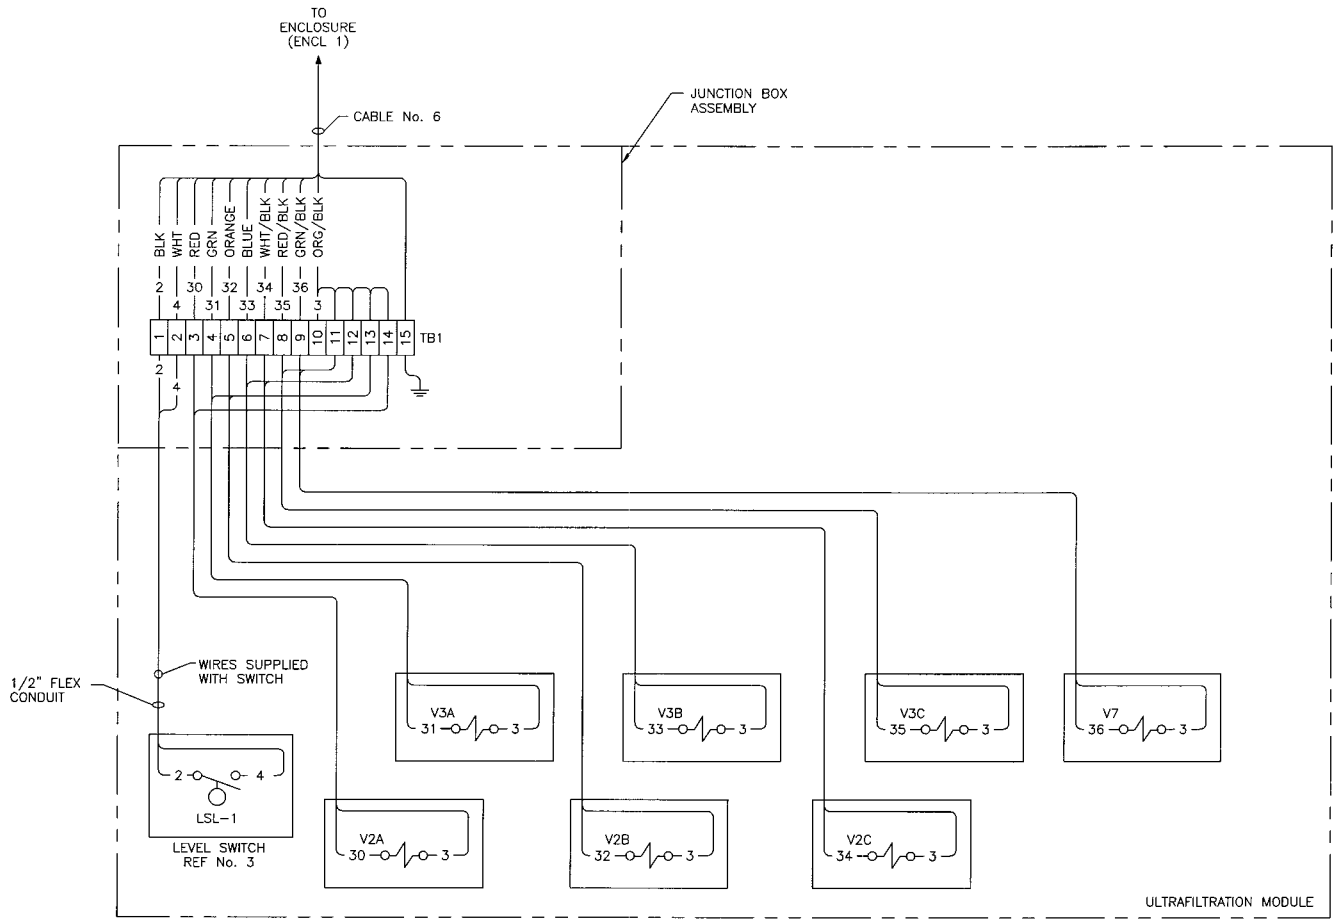 TO
ENCLOSURE
(ENCL 1)
CABLE No. 6
JUNCTION BOX
ASSEMBLY
BLK
WHT
RED
GRN
ORANGE
BLUE
WHT/BLK
RED/BLK
GRN/BLK
ORG/BLK
2 30 32 34 36
4 31 33 35 3
1 2 3 4 5 6 7 8 9 10 11 12 13 14 15 TB1
2
4
1/2" FLEX
CONDUIT
WIRES SUPPLIED
WITH SWITCH
V3A
31 3
V3B
33 3
V3C
35 3
V7
36 3
2 4
LSL-1
LEVEL SWITCH
REF No. 3
V2A
30 3
V2B
32 3
V2C
34 3
ULTRAFILTRATION MODULE